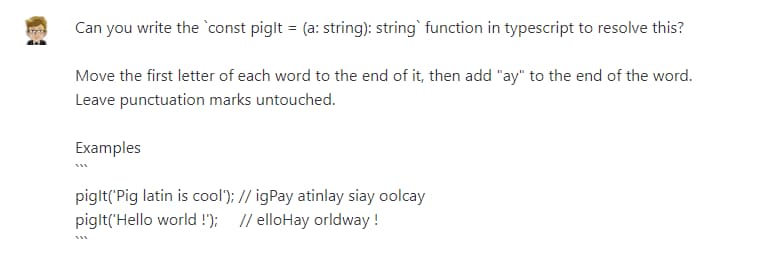 Can you write the `const pigIt = (a: string): string` function in typescript to resolve this?
Move the first letter of each word to the end of it, then add "ay" to the end of the word.
Leave punctuation marks untouched.
Examples
```
pigIt('Pig latin is cool'); // igPay atinlay siay oolcay
pigIt('Hello world !');    // elloHay orldway !
```